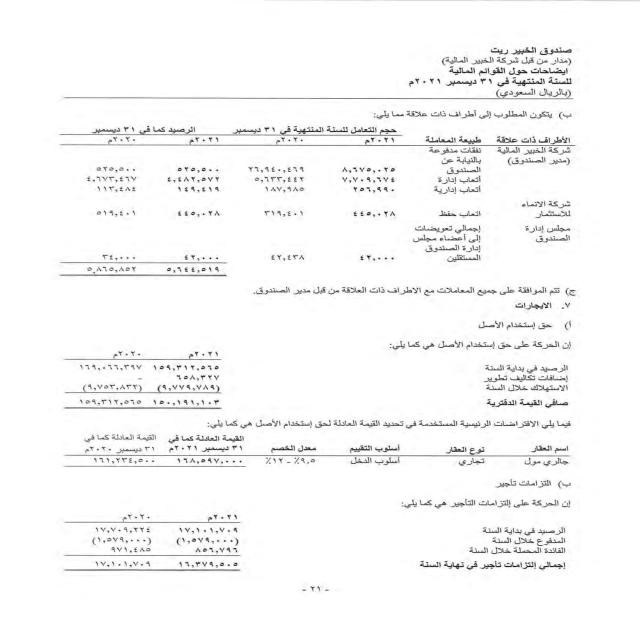 صندوق الخبير ريت
(مدار من قبل شركة الخبير المالية)
ايضاحات حول القوائم المالية
للسنة المنتهية في ٣١ ديسمبر ٢٠٢١م
(بالريال السعودي)
ب) يتكون المطلوب إلى أطراف ذات علاقة مما يلي:
حجم التعامل للسنة المنتهية في ٣١ ديسمبر الرصيد كما في ٣١ ديسمبر
الأطراف ذات علاقة طبيعة المعاملة ٢٠٢١م ٢٠٢٠م ٢٠٢١م ٢٠٢٠م
شركة الخبير المالية نفقات مدفوعة
(مدير الصندوق) بالنيابة عن
الصندوق ٨,٦٧٥,٠٢٥ ٢٦,٩٤٠,٤٦٩ ٥٢٥,٥٠٠ ٥٢٥,٥٠٠
أتعاب إدارة ٧,٧٠٩,٦٧٤ ٥,٦٣٣,٤٤٢ ٤,٤٨٢,٥٧٢ ٤,٦٧٣,٤٦٧
أتعاب إدارية ٢٥٦,٩٩٠ ١٨٧,٩٨٥ ١٤٩,٤١٩ ١١٣,٤٨٤
شركة الانماء
للاستثمار اتعاب حفظ ٤٤٥,٠٢٨ ٣١٩,٤٠١ ٤٤٥,٠٢٨ ٥١٩,٤٠١
مجلس إدارة إجمالي تعويضات
الصندوق إلى أعضاء مجلس
إدارة الصندوق
المستقلين ٤٢,٠٠٠ ٤٢,٤٣٨ ٤٢,٠٠٠ ٣٤,٠٠٠
٥,٦٤٤,٥١٩ ٥,٨٦٥,٨٥٢
ج) تتم الموافقة على جميع المعاملات مع الاطراف ذات العلاقة من قبل مدير الصندوق.
٧. الايجارات
أ) حق إستخدام الأصل
إن الحركة على حق إستخدام الأصل هي كما يلي:
٢٠٢١م ٢٠٢٠م
الرصيد في بداية السنة ١٥٩,٣١٢,٥٦٥ ١٦٩,٠٦٦,٣٩٧
إضافات تكاليف تطوير ٦٥٨,٣٢٧ -
الاستهلاك خلال السنة (٩,٧٧٩,٧٨٩) (٩,٧٥٣,٨٣٢)
صافي القيمة الدفترية ١٥٠,١٩١,١٠٣ ١٥٩,٣١٢,٥٦٥
فيما يلي الافتراضات الرئيسية المستخدمة في تحديد القيمة العادلة لحق إستخدام الأصل هي كما يلي:
القيمة العادلة كما في القيمة العادلة كما في
اسم العقار نوع العقار أسلوب التقييم معدل الخصم ٣١ ديسمبر ٢٠٢١م ٣١ ديسمبر ٢٠٢٠م
جاليري مول تجاري أسلوب الدخل ٩,٥٪ - ١٢٪ ١٦٨,٥٩٧,٠٠٠ ١٦١,٢٣٤,٥٠٠
ب) التزامات تأجير
إن الحركة على إلتزامات التأجير هي كما يلي:
٢٠٢١م ٢٠٢٠م
الرصيد في بداية السنة ١٧,١٠١,٧٠٩ ١٧,٧٠٩,٢٢٤
المدفوع خلال السنة (١,٥٧٩,٠٠٠) (١,٥٧٩,٠٠٠)
الفائدة المحملة خلال السنة ٨٥٦,٧٩٦ ٩٧١,٤٨٥
إجمالي إلتزامات تأجير في نهاية السنة ١٦,٣٧٩,٥٠٥ ١٧,١٠١,٧٠٩
- ٢١ -